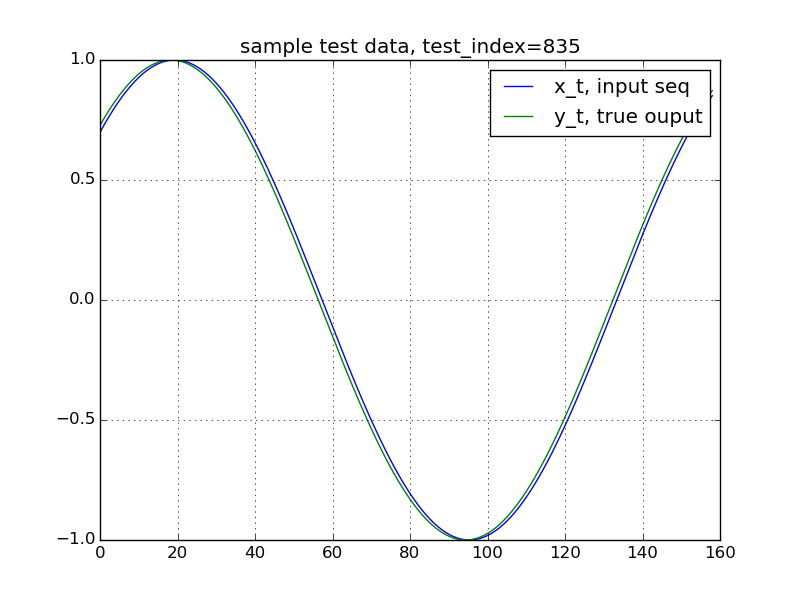 sample test data, test_index=835
x_t, input seq
y_t, true ouput
1.0
0.5
0.0
−0.5
−1.0
0 20 40 60 80 100 120 140 160